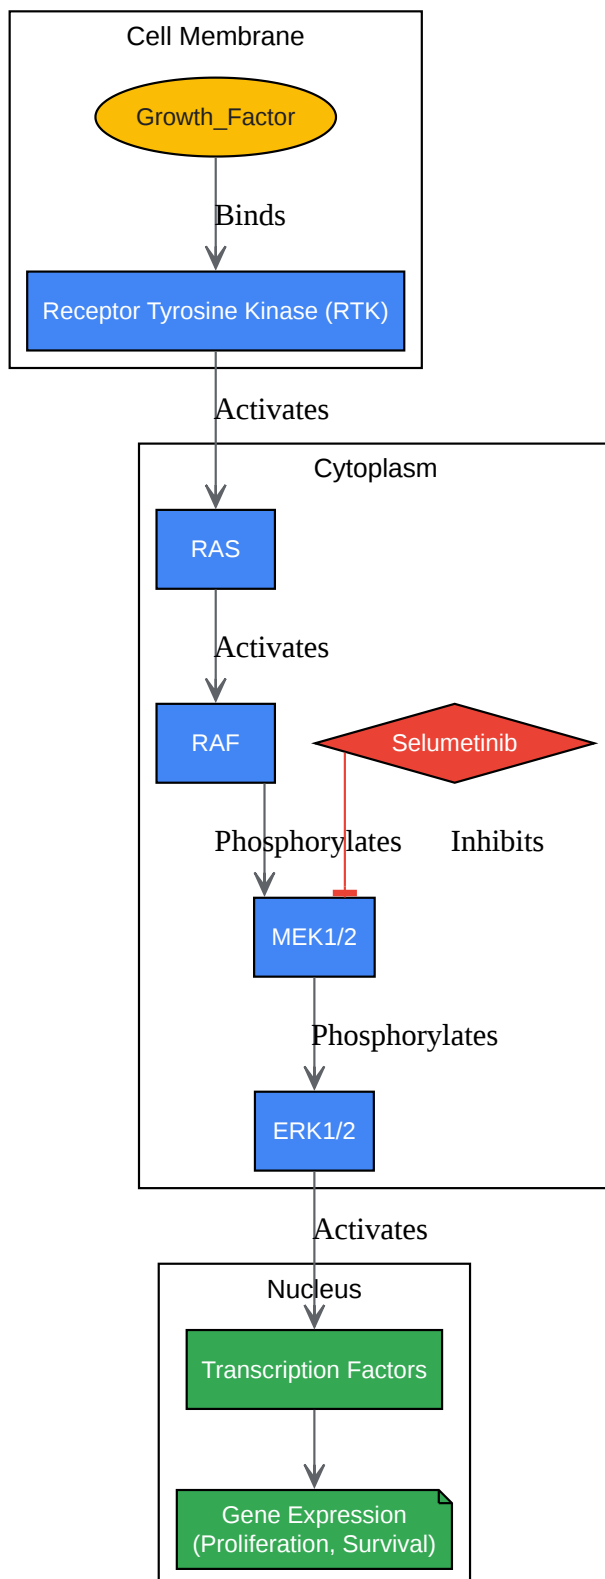 Cell Membrane
Growth_Factor
Binds
Receptor Tyrosine Kinase (RTK)
Activates
Cytoplasm
RAS
Activates
RAF
Selumetinib
Phosphorylates
Inhibits
MEK1/2
Phosphorylates
ERK1/2
Activates
Nucleus
Transcription Factors
Gene Expression
(Proliferation, Survival)